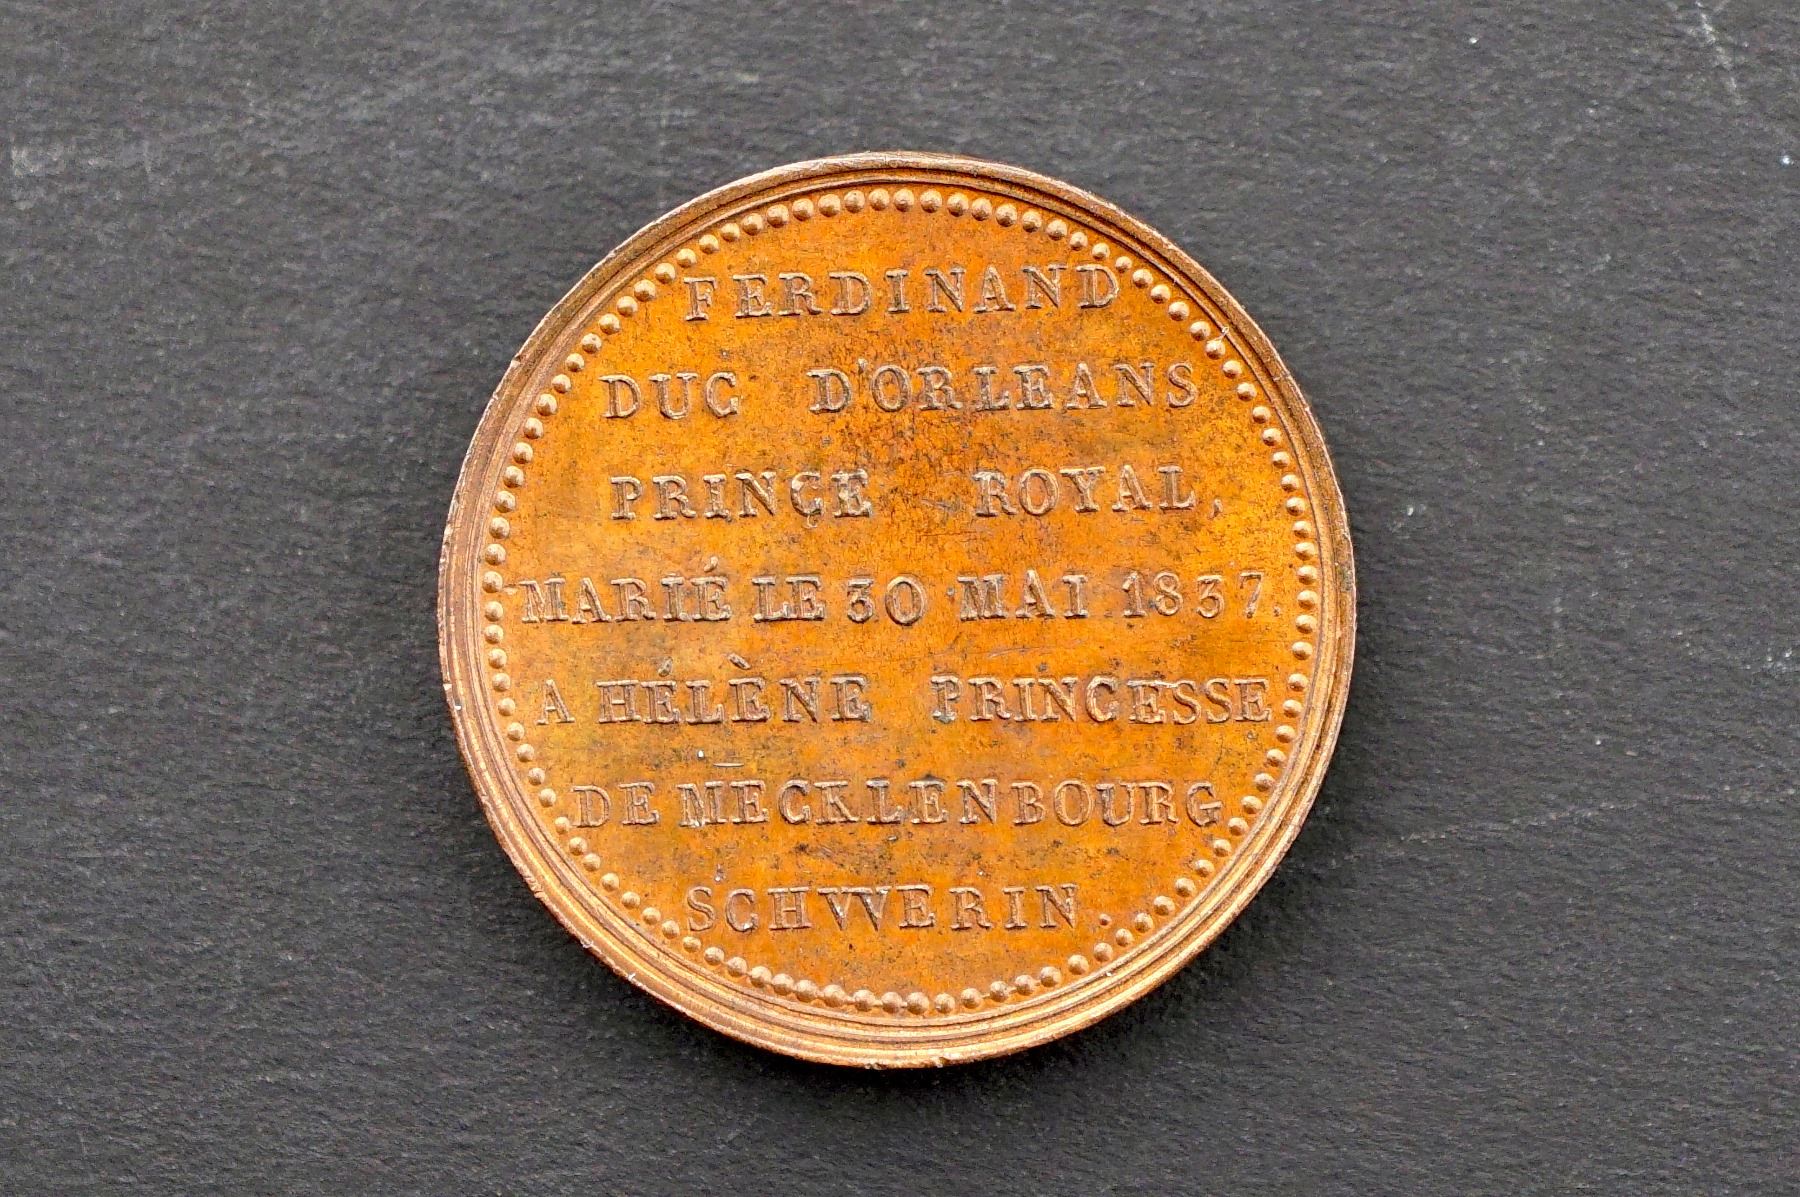 FERDINAND
DUC D'ORLEANS
PRINCE ROYAL,
MARIÉ LE 30 MAI 1837.
A HÉLÈNE PRINCESSE
DE MECKLENBOURG
SCHWERIN.